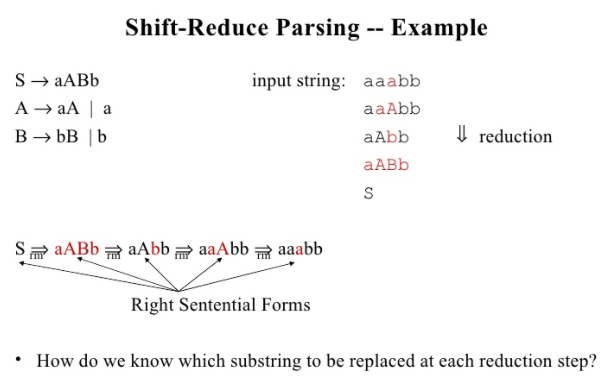 Shift-Reduce Parsing -- Example
S → aABb
input string: aaabb
A → aA | a
aaAbb
B → bB | b
aAbb
⇓ reduction
aABb
S
S ⇒rm aABb ⇒rm aAbb ⇒rm aaAbb ⇒rm aaabb
Right Sentential Forms
• How do we know which substring to be replaced at each reduction step?